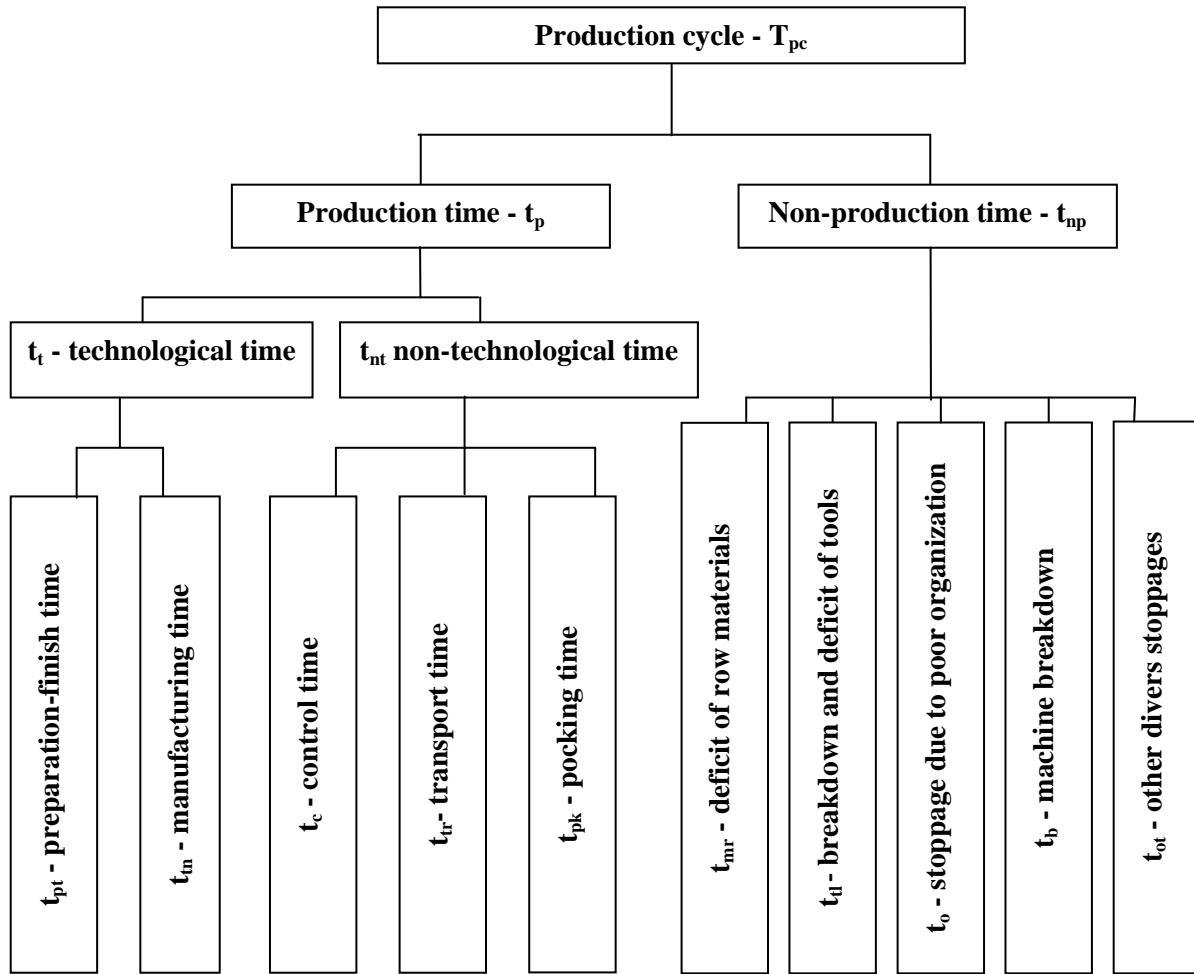 Production cycle - Tpc
Production time - tp
Non-production time - tnp
tt - technological time
tnt non-technological time
tpt - preparation-finish time
ttn - manufacturing time
tc - control time
ttr- transport time
tpk - pocking time
tmr - deficit of row materials
ttl - breakdown and deficit of tools
to - stoppage due to poor organization
tb - machine breakdown
tot - other divers stoppages